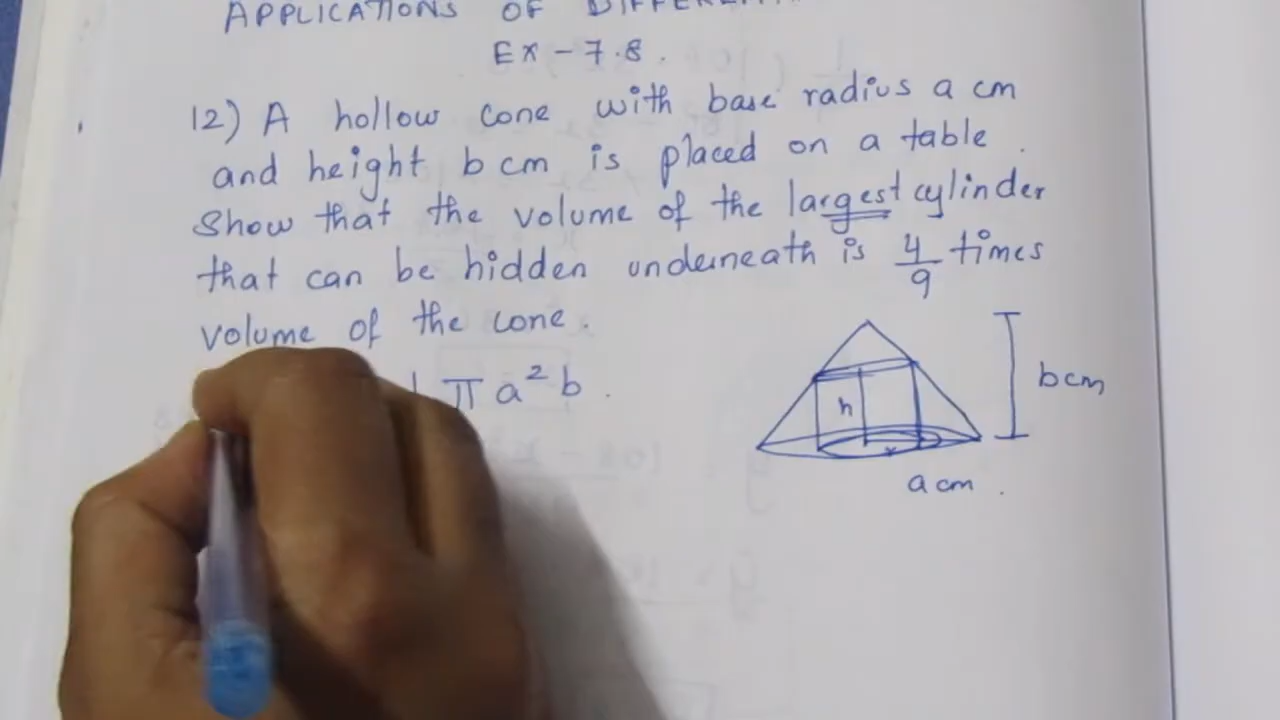 APPLICATIONS OF
Ex - 7.8.
12) A hollow cone with base radius a cm
and height b cm is placed on a table.
Show that the volume of the largest cylinder
that can be hidden underneath is 4/9 times
volume of the cone.
π a² b.
h
b cm
a cm.